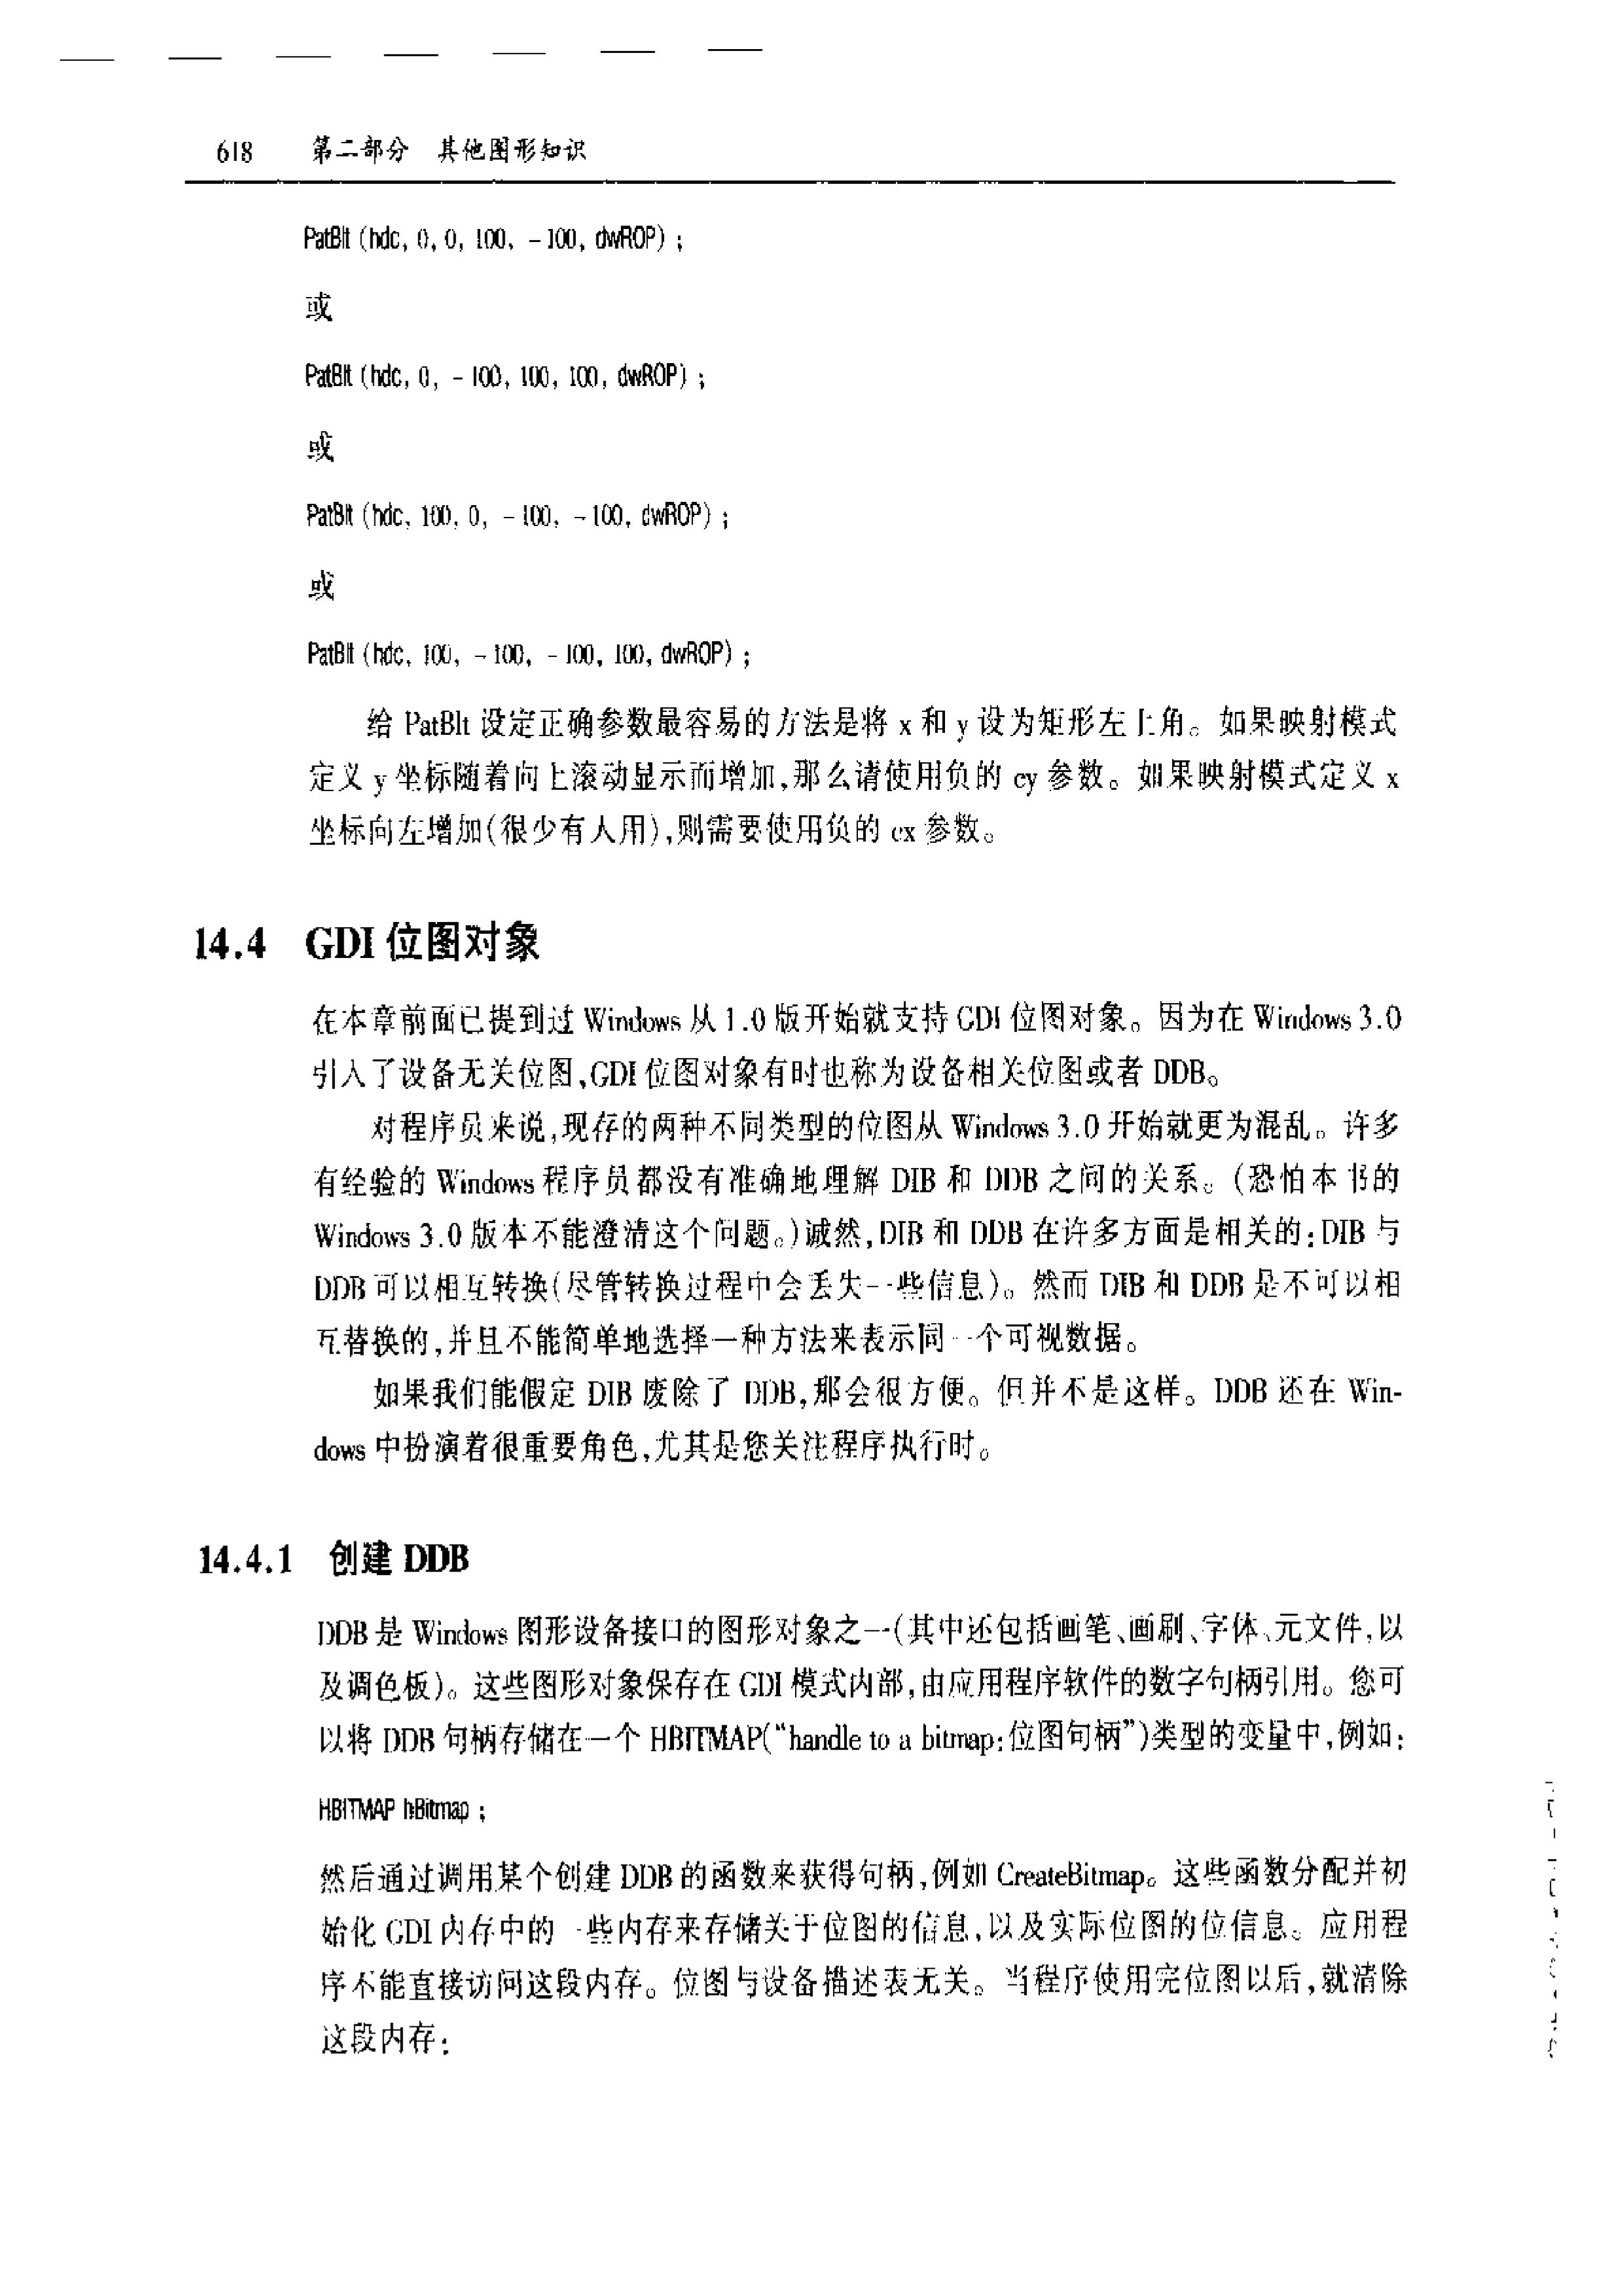 618 第二部分 其他图形知识
PatBlt (hdc, 0, 0, 100, -100, dwROP) ;
或
PatBlt (hdc, 0, -100, 100, 100, dwROP) ;
或
PatBlt (hdc, 100, 0, -100, -100, dwROP) ;
或
PatBlt (hdc, 100, -100, -100, 100, dwROP) ;
给 PatBlt 设定正确参数最容易的方法是将 x 和 y 设为矩形左上角。如果映射模式
定义 y 坐标随着向上滚动显示而增加,那么请使用负的 cy 参数。如果映射模式定义 x
坐标向左增加(很少有人用),则需要使用负的 cx 参数。
14.4 GDI 位图对象
在本章前面已提到过 Windows 从 1.0 版开始就支持 GDI 位图对象。因为在 Windows 3.0
引入了设备无关位图,GDI 位图对象有时也称为设备相关位图或者 DDB。
对程序员来说,现存的两种不同类型的位图从 Windows 3.0 开始就更为混乱。许多
有经验的 Windows 程序员都没有准确地理解 DIB 和 DDB 之间的关系。(恐怕本书的
Windows 3.0 版本不能澄清这个问题。)诚然,DIB 和 DDB 在许多方面是相关的:DIB 与
DDB 可以相互转换(尽管转换过程中会丢失一些信息)。然而 DIB 和 DDB 是不可以相
互替换的,并且不能简单地选择一种方法来表示同一个可视数据。
如果我们能假定 DIB 废除了 DDB,那会很方便。但并不是这样。DDB 还在 Win-
dows 中扮演着很重要角色,尤其是您关注程序执行时。
14.4.1 创建 DDB
DDB 是 Windows 图形设备接口的图形对象之一(其中还包括画笔、画刷、字体、元文件,以
及调色板)。这些图形对象保存在 GDI 模式内部,由应用程序软件的数字句柄引用。您可
以将 DDB 句柄存储在一个 HBITMAP(“handle to a bitmap:位图句柄”)类型的变量中,例如:
HBITMAP hBitmap ;
然后通过调用某个创建 DDB 的函数来获得句柄,例如 CreateBitmap。这些函数分配并初
始化 GDI 内存中的一些内存来存储关于位图的信息,以及实际位图的位信息。应用程
序不能直接访问这段内存。位图与设备描述表无关。当程序使用完位图以后,就清除
这段内存: